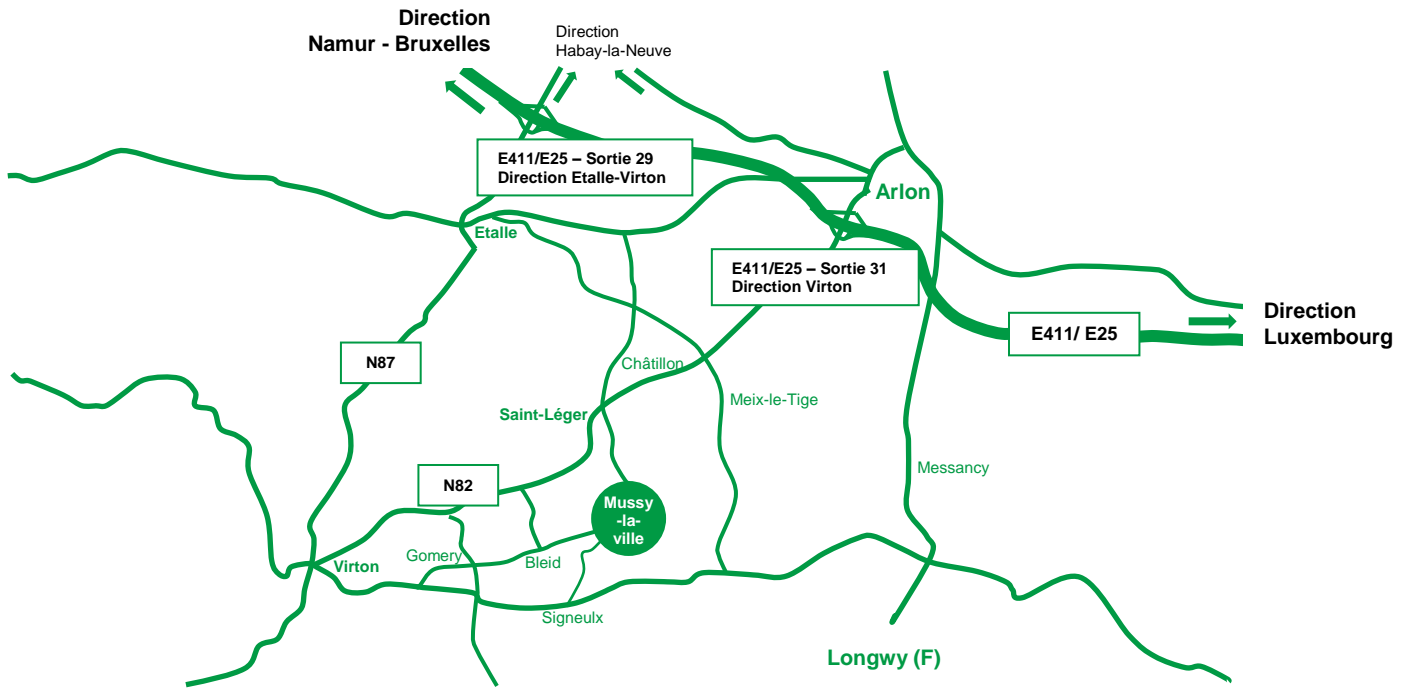 Direction
Namur - Bruxelles
Direction
Habay-la-Neuve
E411/E25 – Sortie 29
Direction Etalle-Virton
Arlon
Etalle
E411/E25 – Sortie 31
Direction Virton
Direction
Luxembourg
E411/ E25
N87
Châtillon
Meix-le-Tige
Saint-Léger
Messancy
N82
Mussy
-la-
ville
Gomery
Bleid
Virton
Signeulx
Longwy (F)